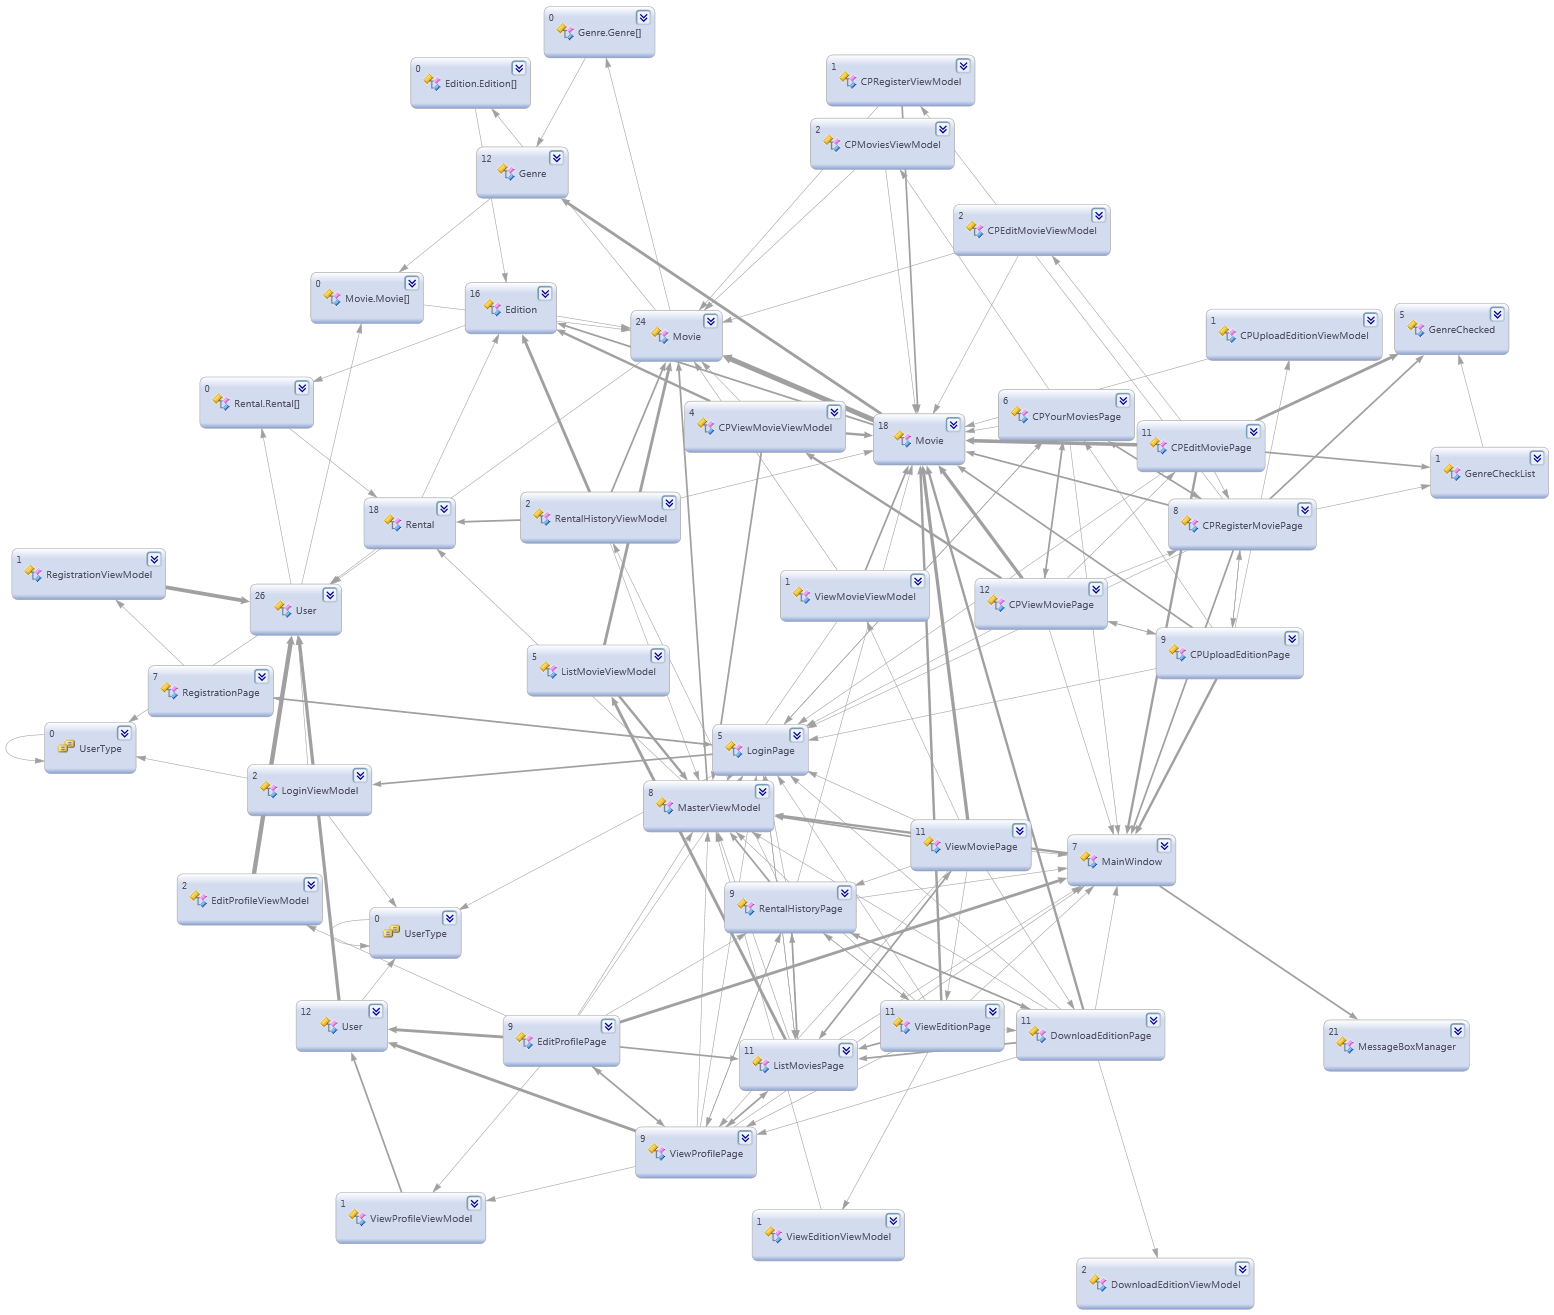 0
Genre.Genre[]
0
Edition.Edition[]
1
CPRegisterViewModel
2
CPMoviesViewModel
12
Genre
2
CPEditMovieViewModel
0
Movie.Movie[]
16
Edition
24
Movie
1
CPUploadEditionViewModel
5
GenreChecked
0
Rental.Rental[]
4
CPViewMovieViewModel
18
Movie
6
CPYourMoviesPage
11
CPEditMoviePage
1
GenreCheckList
18
Rental
2
RentalHistoryViewModel
8
CPRegisterMoviePage
1
RegistrationViewModel
26
User
1
ViewMovieViewModel
12
CPViewMoviePage
9
CPUploadEditionPage
7
RegistrationPage
5
ListMovieViewModel
0
UserType
5
LoginPage
2
LoginViewModel
8
MasterViewModel
11
ViewMoviePage
7
MainWindow
2
EditProfileViewModel
0
UserType
9
RentalHistoryPage
12
User
9
EditProfilePage
11
ListMoviesPage
11
ViewEditionPage
11
DownloadEditionPage
21
MessageBoxManager
9
ViewProfilePage
1
ViewProfileViewModel
1
ViewEditionViewModel
2
DownloadEditionViewModel